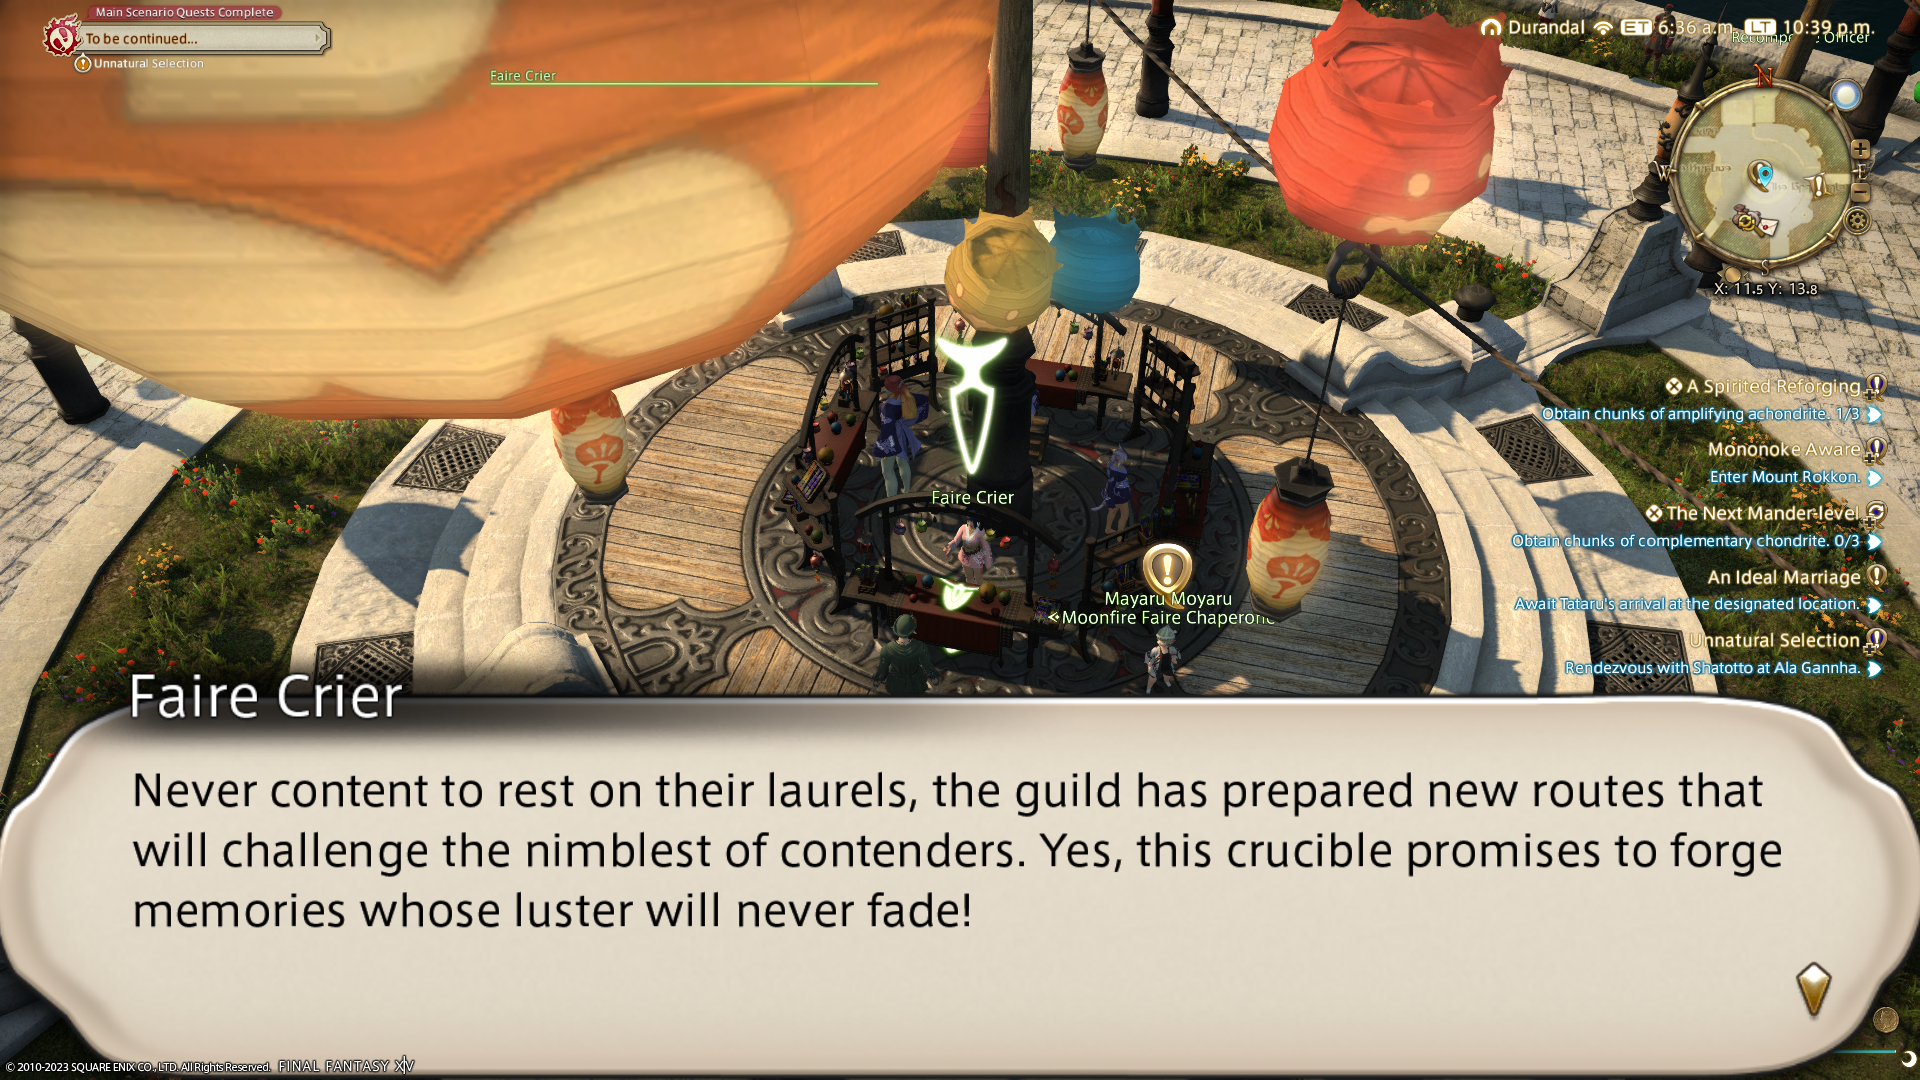 Main Scenario Quests Complete
To be continued...
Unnatural Selection
Faire Crier
Durandal ET 6:36 a.m. LT 10:39 p.m.
Officer
N
W
E
S
X: 11.5 Y: 13.8
A Spirited Reforging
Obtain chunks of amplifying achondrite. 1/3
Mononoke Aware
Enter Mount Rokkon.
The Next Mander-level
Obtain chunks of complementary chondrite. 0/3
An Ideal Marriage
Await Tataru's arrival at the designated location.
Unnatural Selection
Rendezvous with Shatotto at Ala Gannha.
Faire Crier
Mayaru Moyaru
«Moonfire Faire Chaperon
Faire Crier
Never content to rest on their laurels, the guild has prepared new routes that
will challenge the nimblest of contenders. Yes, this crucible promises to forge
memories whose luster will never fade!
© 2010-2023 SQUARE ENIX CO., LTD. All Rights Reserved. FINAL FANTASY XIV